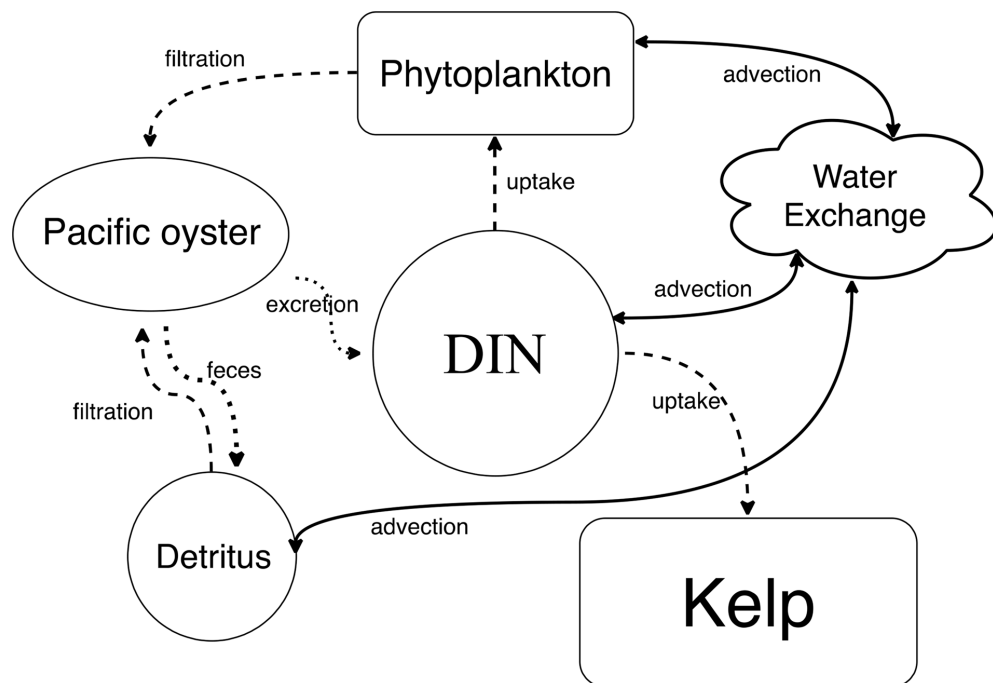 filtration
Phytoplankton
advection
Water
Exchange
uptake
Pacific oyster
excretion
advection
DIN
feces
filtration
uptake
advection
Detritus
Kelp